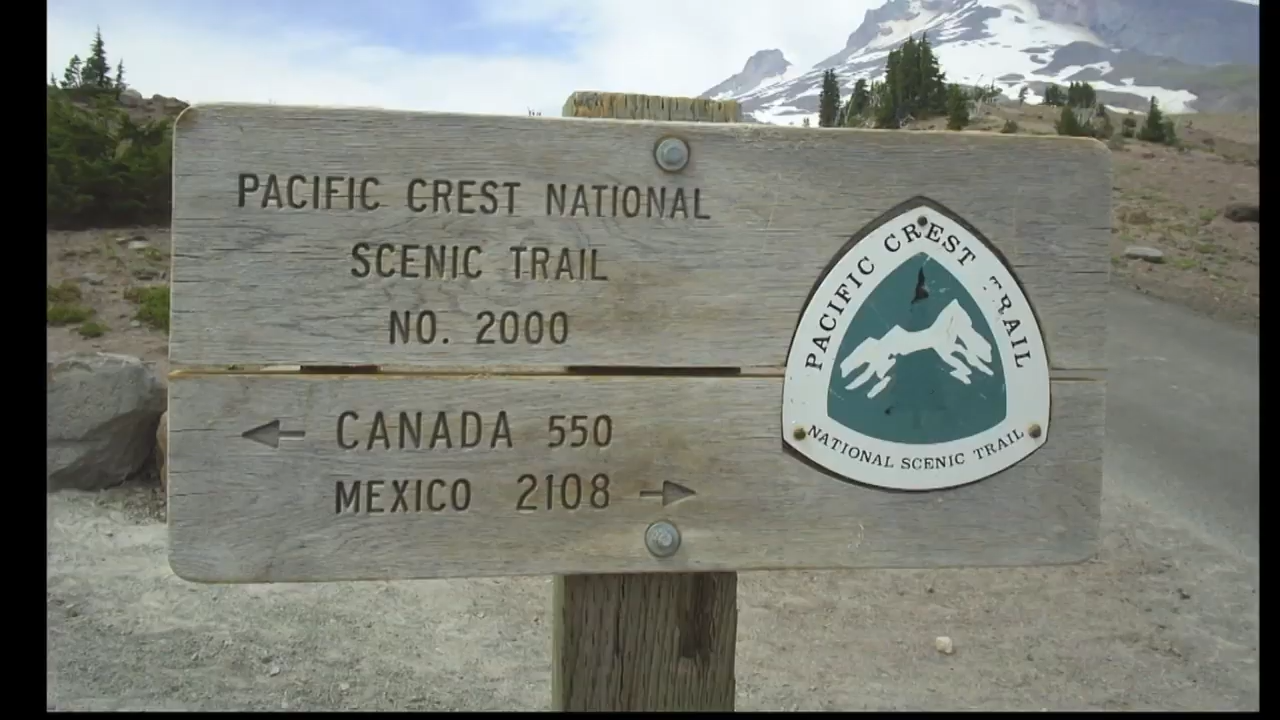 PACIFIC CREST NATIONAL
SCENIC TRAIL
NO. 2000
CANADA 550
MEXICO 2108
PACIFIC CREST TRAIL
NATIONAL SCENIC TRAIL